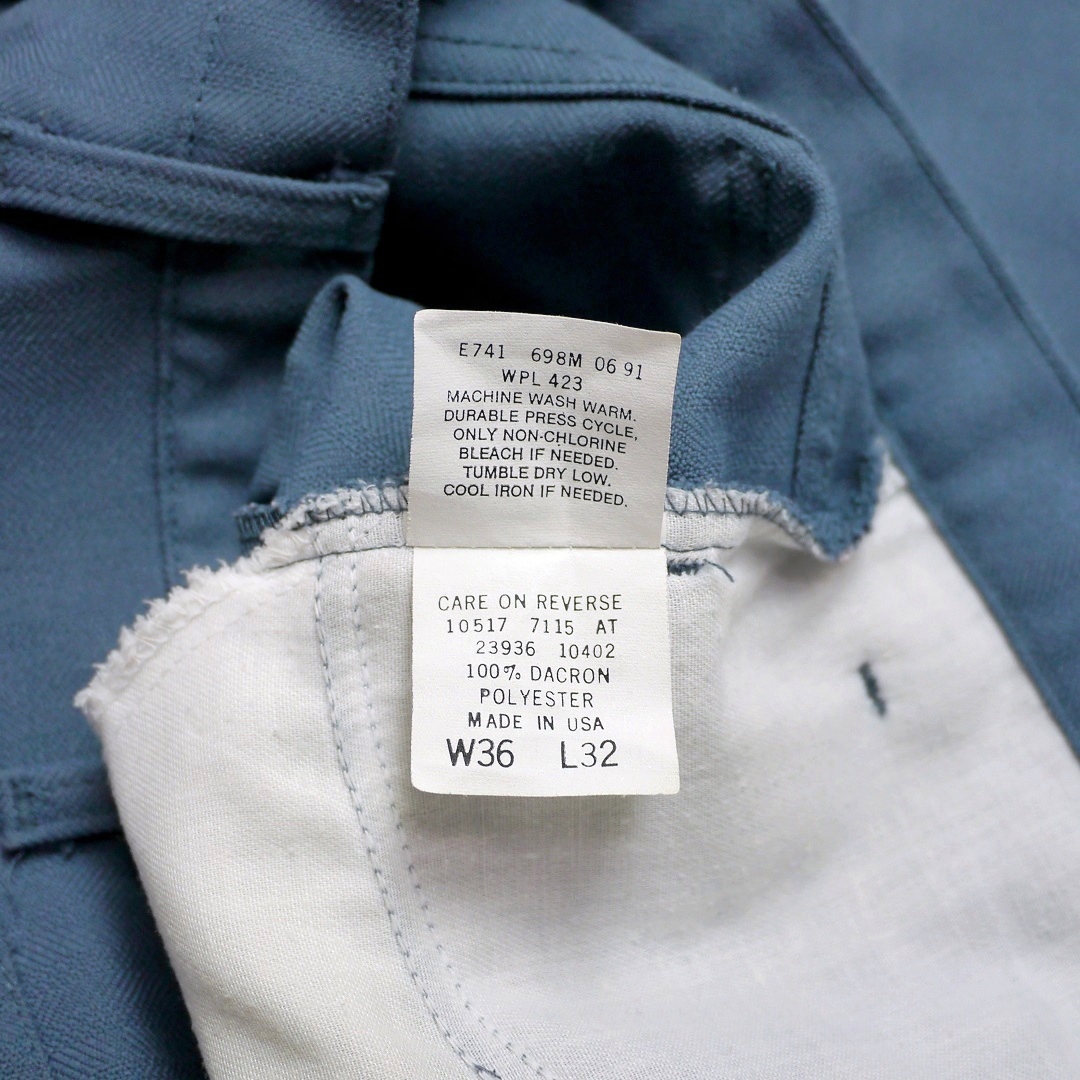 E741 698M 06 91
WPL 423
MACHINE WASH WARM.
DURABLE PRESS CYCLE,
ONLY NON-CHLORINE
BLEACH IF NEEDED.
TUMBLE DRY LOW.
COOL IRON IF NEEDED.
CARE ON REVERSE
10517 7115 AT
23936 10402
100% DACRON
POLYESTER
MADE IN USA
W36 L32